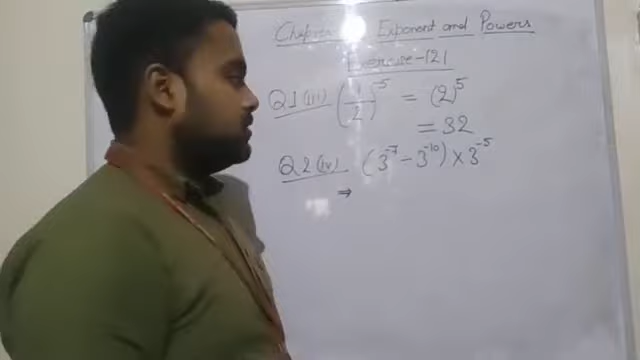 Chapter Exponent and Powers
Exercise-12.1
Q1 (iii) (1/2)^-5 = (2)^5
= 32
Q2 (iv) (3^-7 - 3^-10) × 3^-5
⇒